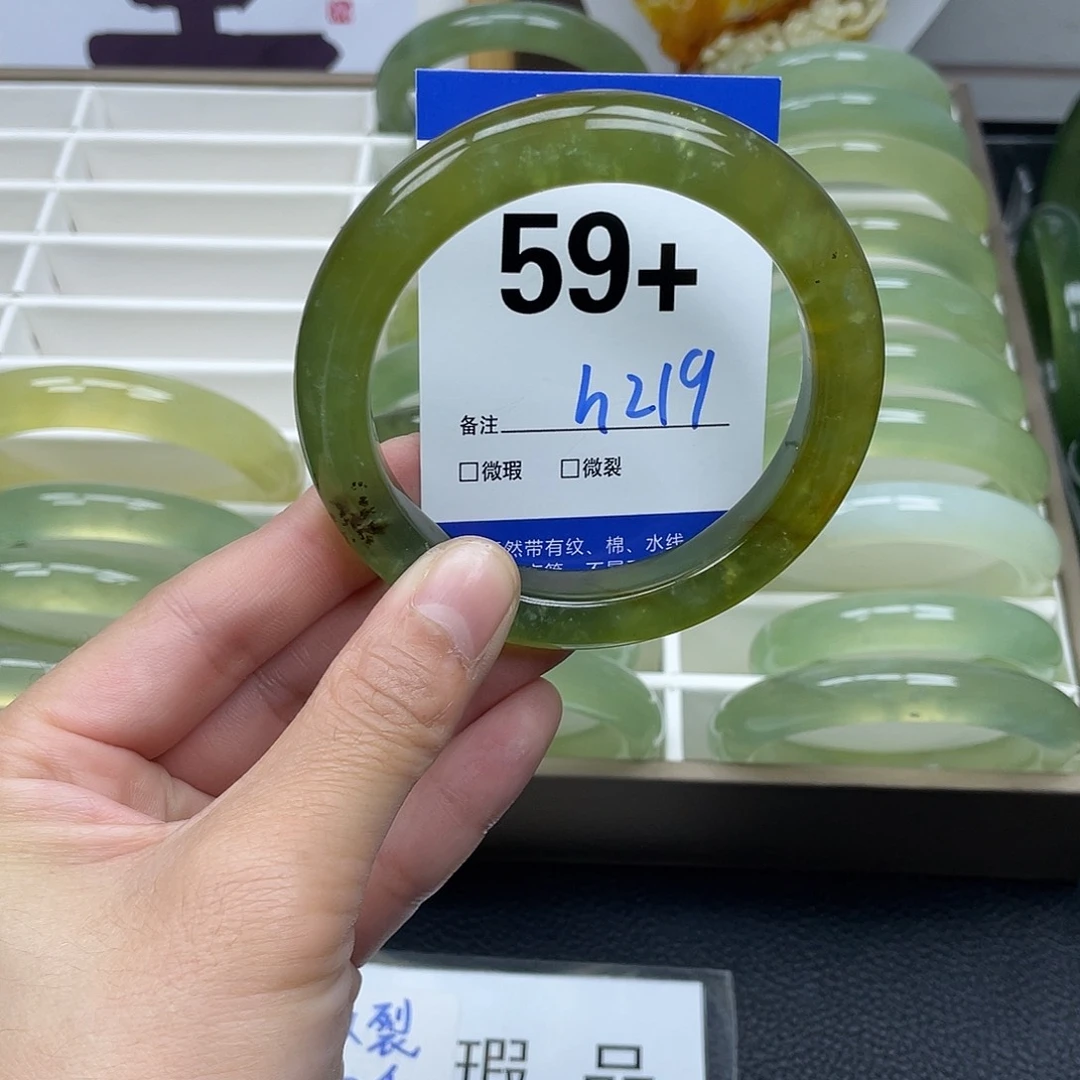 59+
h219
备注
□微瑕 □微裂
然带有纹、棉、水线
裂
瑕 品